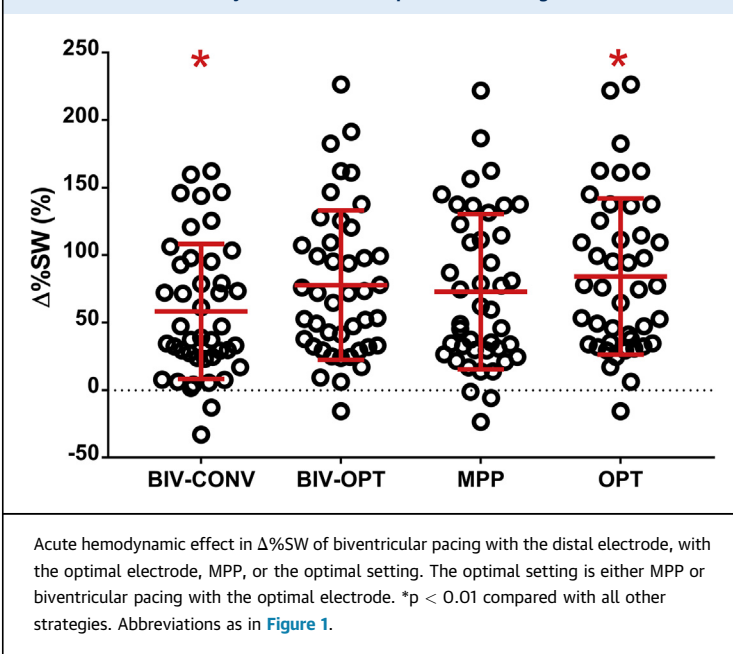 250
200
150
100
50
0
-50
Δ%SW (%)
*
*
BIV-CONV BIV-OPT MPP OPT
Acute hemodynamic effect in Δ%SW of biventricular pacing with the distal electrode, with
the optimal electrode, MPP, or the optimal setting. The optimal setting is either MPP or
biventricular pacing with the optimal electrode. *p < 0.01 compared with all other
strategies. Abbreviations as in Figure 1.